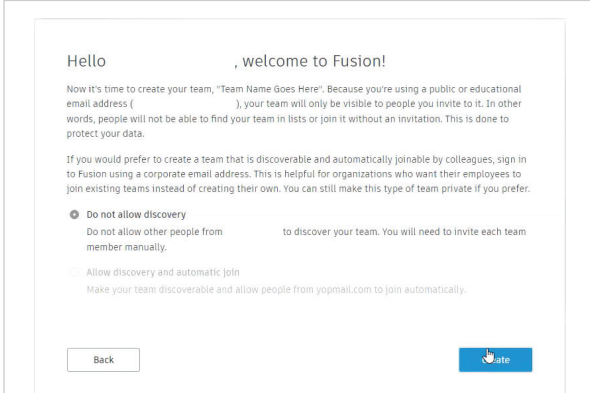 Hello , welcome to Fusion!
Now it's time to create your team, "Team Name Goes Here". Because you're using a public or educational
email address ( ), your team will only be visible to people you invite to it. In other
words, people will not be able to find your team in lists or join it without an invitation. This is done to
protect your data.
If you would prefer to create a team that is discoverable and automatically joinable by colleagues, sign in
to Fusion using a corporate email address. This is helpful for organizations who want their employees to
join existing teams instead of creating their own. You can still make this type of team private if you prefer.
Do not allow discovery
Do not allow other people from to discover your team. You will need to invite each team
member manually.
Allow discovery and automatic join
Make your team discoverable and allow people from yopmail.com to join automatically.
Back
Create